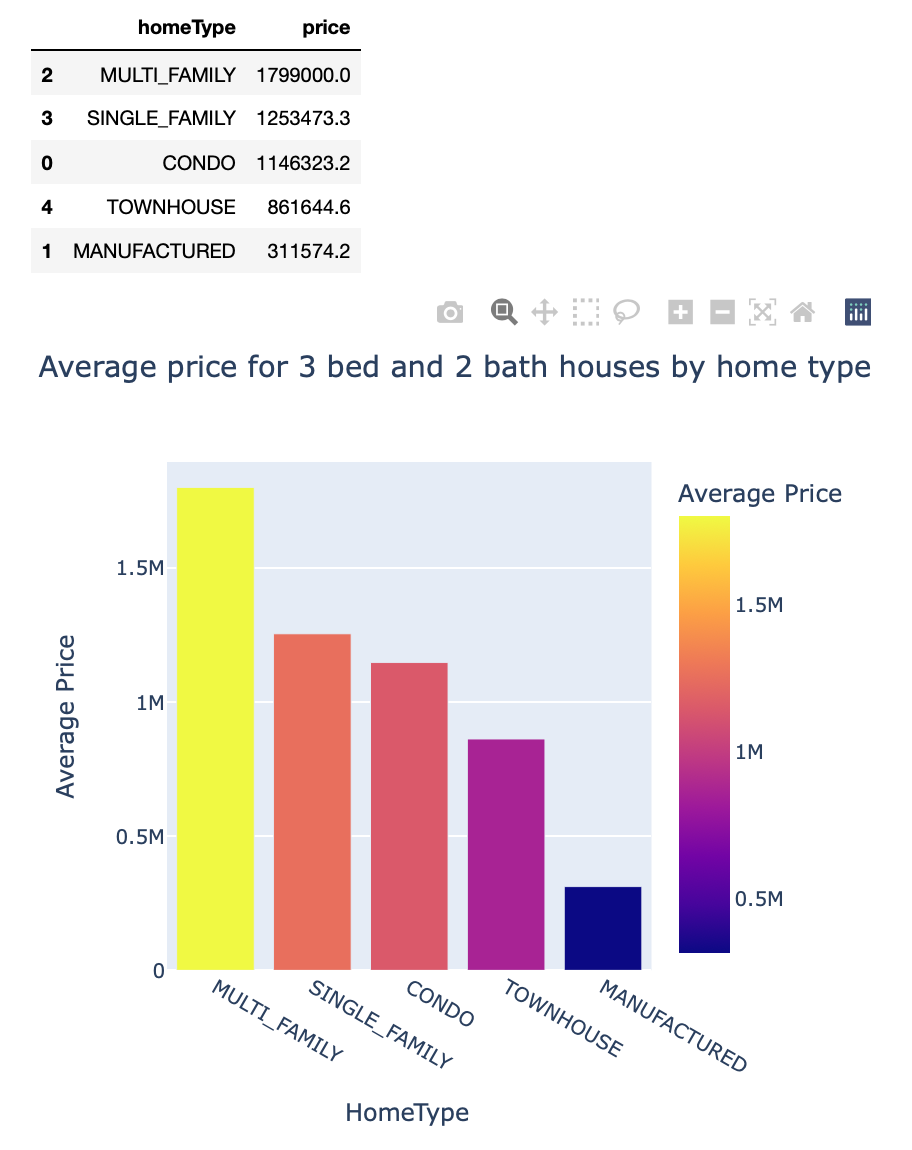 homeType price
2 MULTI_FAMILY 1799000.0
3 SINGLE_FAMILY 1253473.3
0 CONDO 1146323.2
4 TOWNHOUSE 861644.6
1 MANUFACTURED 311574.2
Average price for 3 bed and 2 bath houses by home type
Average Price
1.5M
1M
0.5M
0
MULTI_FAMILY
SINGLE_FAMILY
CONDO
TOWNHOUSE
MANUFACTURED
HomeType
Average Price
1.5M
1M
0.5M